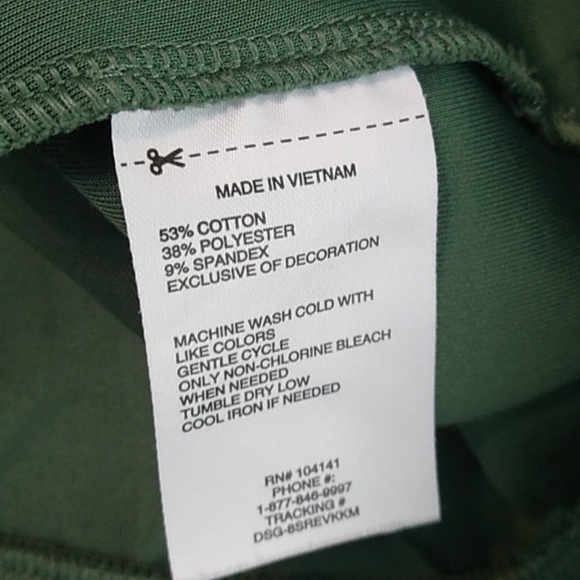 MADE IN VIETNAM
53% COTTON
38% POLYESTER
9% SPANDEX
EXCLUSIVE OF DECORATION
MACHINE WASH COLD WITH
LIKE COLORS
GENTLE CYCLE
ONLY NON-CHLORINE BLEACH
WHEN NEEDED
TUMBLE DRY LOW
COOL IRON IF NEEDED
RN# 104141
PHONE #:
1-877-846-9997
TRACKING #
DSG-8SREVKKM